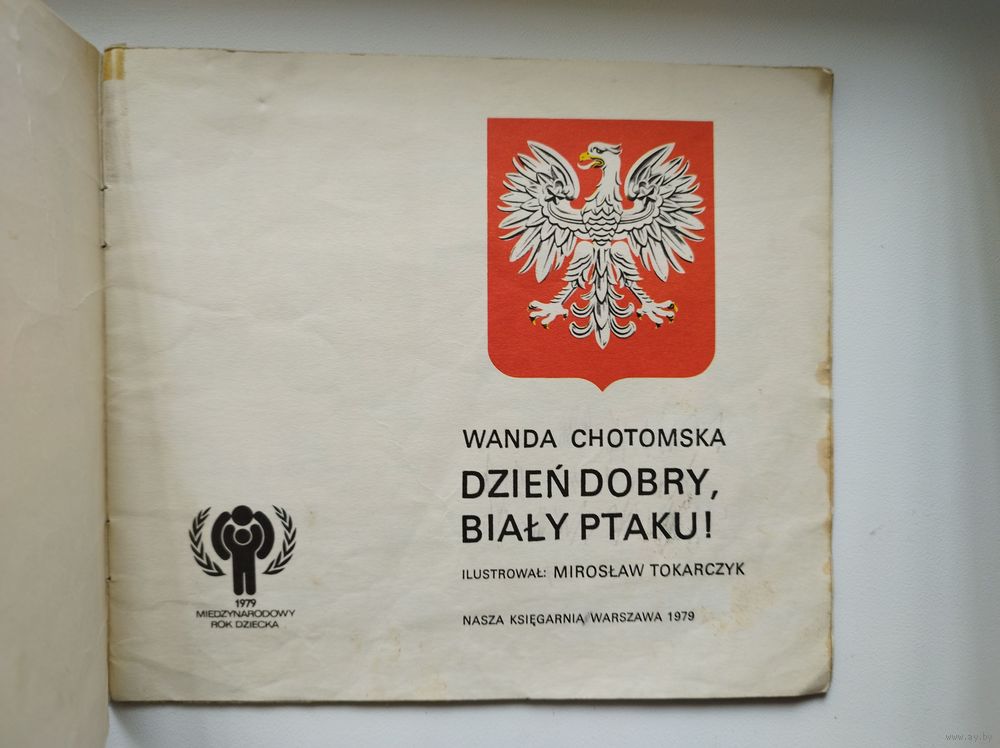 WANDA CHOTOMSKA
DZIEŃ DOBRY,
BIAŁY PTAKU!
ILUSTROWAŁ: MIROSŁAW TOKARCZYK
NASZA KSIĘGARNIA/WARSZAWA 1979
1979
MIĘDZYNARODOWY
ROK DZIECKA
www.ay.by